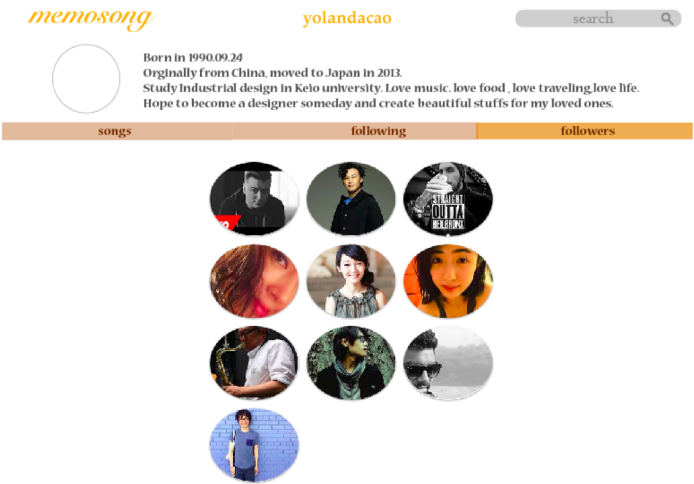 memosong
yolandacao
search
Born in 1990.09.24
Orginally from China, moved to Japan in 2013.
Study Industrial design in Keio university. Love music. love food , love traveling,love life.
Hope to become a designer someday and create beautiful stuffs for my loved ones.
songs
following
followers
STRAIGHT
OUTTA
HEILBRONX